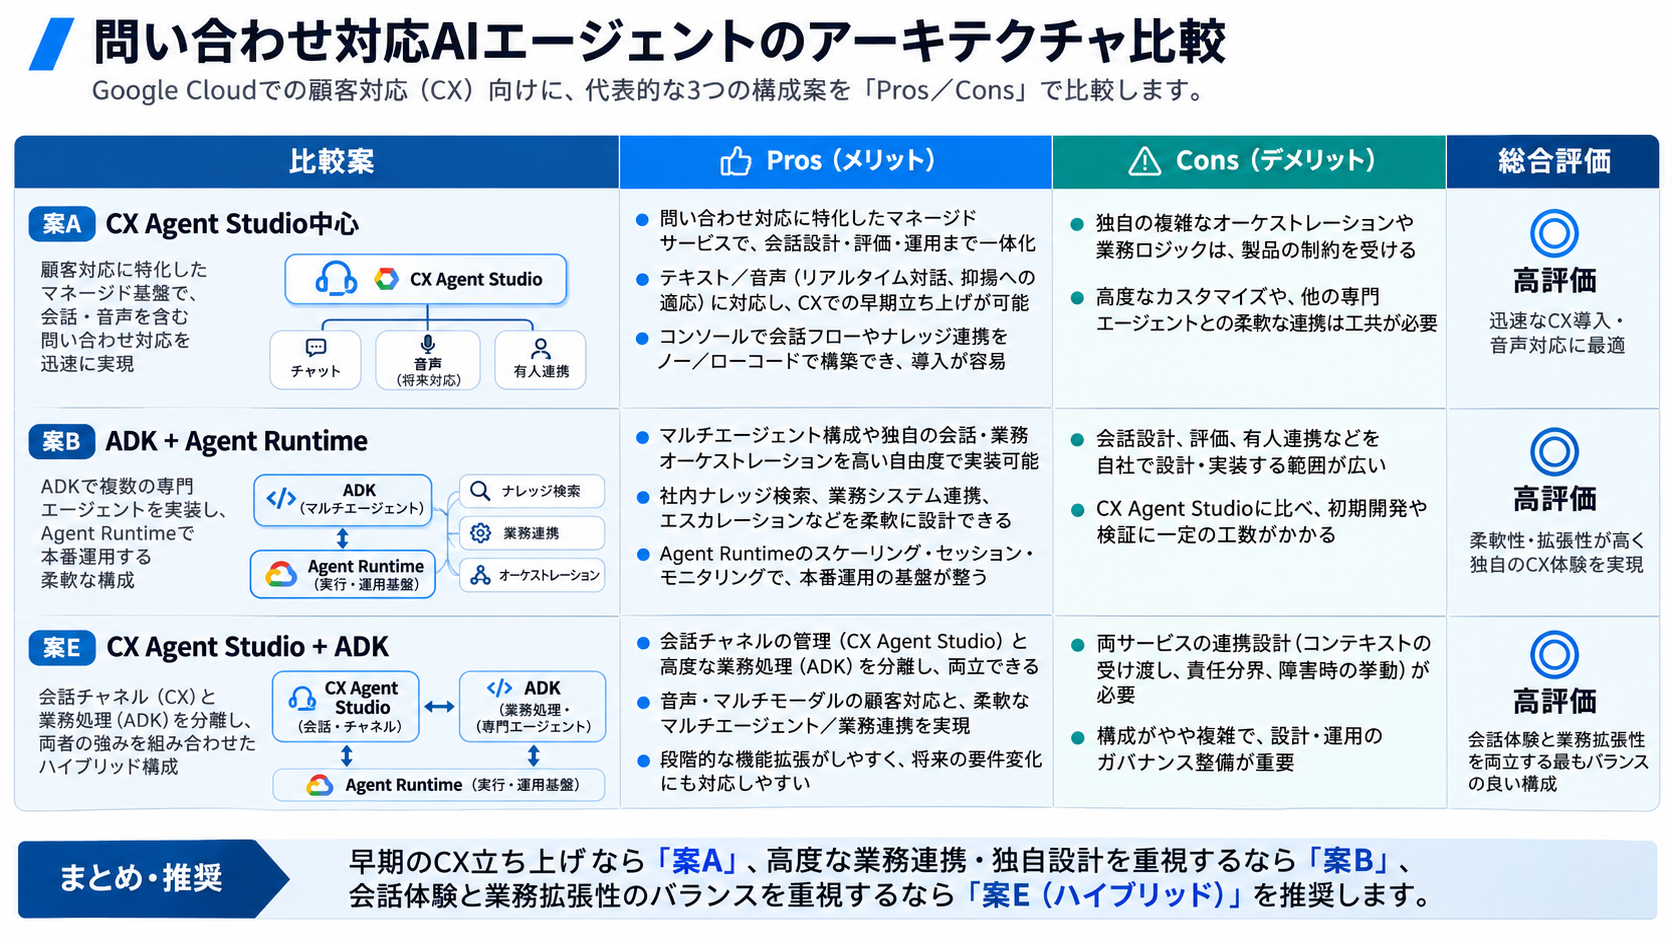 問い合わせ対応AIエージェントのアーキテクチャ比較
Google Cloudでの顧客対応（CX）向けに、代表的な3つの構成案を「Pros／Cons」で比較します。
比較案
Pros（メリット）
Cons（デメリット）
総合評価
案A
CX Agent Studio中心
顧客対応に特化した
マネージド基盤で、
会話・音声を含む
問い合わせ対応を
迅速に実現
CX Agent Studio
チャット
音声
（将来対応）
有人連携
問い合わせ対応に特化したマネージド
サービスで、会話設計・評価・運用まで一体化
テキスト／音声（リアルタイム対話、抑揚への
適応）に対応し、CXでの早期立ち上げが可能
コンソールで会話フローやナレッジ連携を
ノー／ローコードで構築でき、導入が容易
独自の複雑なオーケストレーションや
業務ロジックは、製品の制約を受ける
高度なカスタマイズや、他の専門
エージェントとの柔軟な連携は工共が必要
高評価
迅速なCX導入・
音声対応に最適
案B
ADK + Agent Runtime
ADKで複数の専門
エージェントを実装し、
Agent Runtimeで
本番運用する
柔軟な構成
ADK
（マルチエージェント）
Agent Runtime
（実行・運用基盤）
ナレッジ検索
業務連携
オーケストレーション
マルチエージェント構成や独自の会話・業務
オーケストレーションを高い自由度で実装可能
社内ナレッジ検索、業務システム連携、
エスカレーションなどを柔軟に設計できる
Agent Runtimeのスケーリング・セッション・
モニタリングで、本番運用の基盤が整う
会話設計、評価、有人連携などを
自社で設計・実装する範囲が広い
CX Agent Studioに比べ、初期開発や
検証に一定の工数がかかる
高評価
柔軟性・拡張性が高く
独自のCX体験を実現
案E
CX Agent Studio + ADK
会話チャネル（CX）と
業務処理（ADK）を分離し、
両者の強みを組み合わせた
ハイブリッド構成
CX Agent
Studio
（会話・チャネル）
ADK
（業務処理・
（専門エージェント）
Agent Runtime（実行・運用基盤）
会話チャネルの管理（CX Agent Studio）と
高度な業務処理（ADK）を分離し、両立できる
音声・マルチモーダルの顧客対応と、柔軟な
マルチエージェント／業務連携を実現
段階的な機能拡張がしやすく、将来の要件変化
にも対応しやすい
両サービスの連携設計（コンテキストの
受け渡し、責任分界、障害時の挙動）が
必要
構成がやや複雑で、設計・運用の
ガバナンス整備が重要
高評価
会話体験と業務拡張性
を両立する最もバランス
の良い構成
まとめ・推奨
早期のCX立ち上げなら「案A」、高度な業務連携・独自設計を重視するなら「案B」、
会話体験と業務拡張性のバランスを重視するなら「案E（ハイブリッド）」を推奨します。